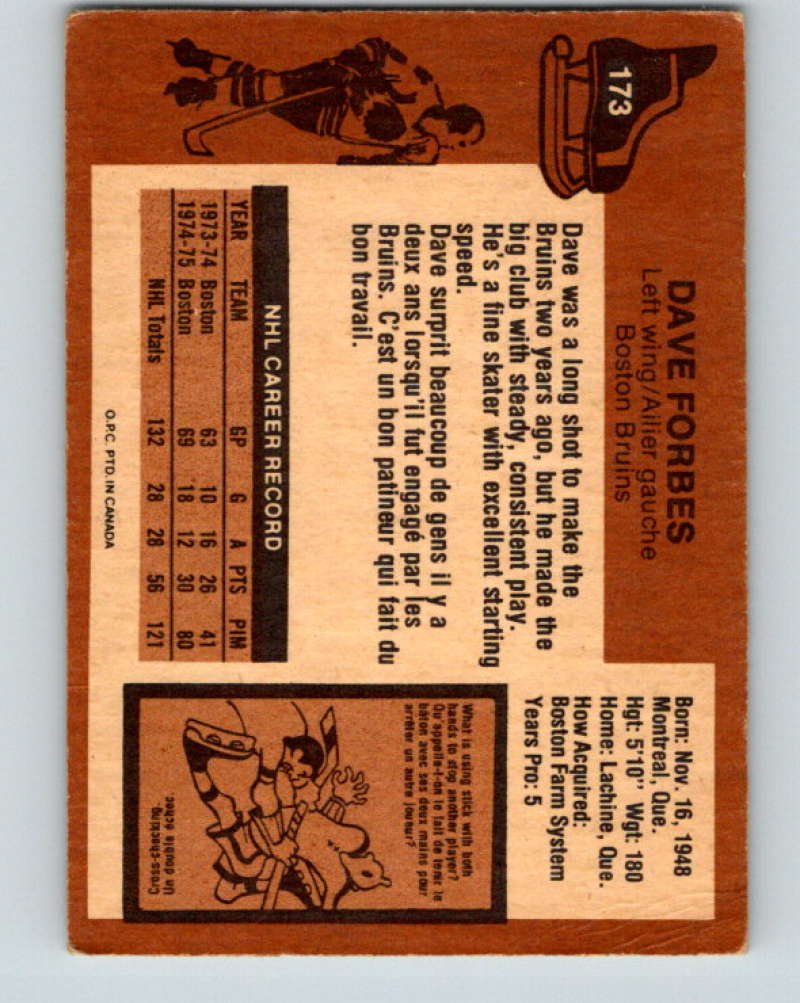 173
DAVE FORBES
Left wing/Ailier gauche
Boston Bruins
Born: Nov. 16, 1948
Montreal, Que.
Hgt: 5'10" Wgt: 180
Home: Lachine, Que.
How Acquired:
Boston Farm System
Years Pro: 5
Dave was a long shot to make the
Bruins two years ago, but he made the
big club with steady, consistent play.
He's a fine skater with excellent starting
speed.
Dave surprit beaucoup de gens il y a
deux ans lorsqu'il fut engagé par les
Bruins. C'est un bon patineur qui fait du
bon travail.
NHL CAREER RECORD
YEAR TEAM GP G A PTS PIM
1973-74 Boston 63 10 16 26 41
1974-75 Boston 69 18 12 30 80
NHL Totals 132 28 28 56 121
O.P.C. PTD. IN CANADA
What is using stick with both
hands to stop another player?
Qu'appelle-t-on le fait de tenir le
bâton avec ses deux mains pour
arrêter un autre joueur?
Cross-checking.
Un double échec.